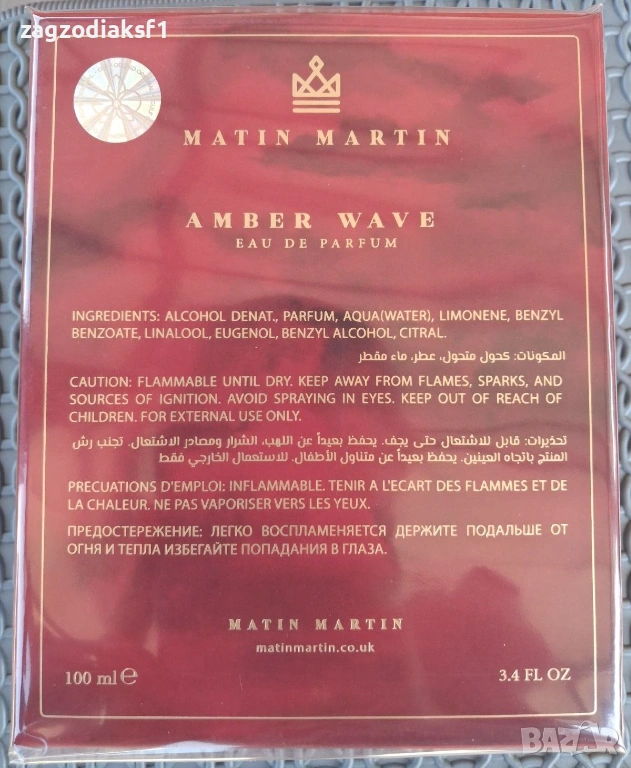 zagzodiaksf1
MATIN MARTIN
AMBER WAVE
EAU DE PARFUM
INGREDIENTS: ALCOHOL DENAT., PARFUM, AQUA(WATER), LIMONENE, BENZYL
BENZOATE, LINALOOL, EUGENOL, BENZYL ALCOHOL, CITRAL.
المكونات: كحول متحول، عطر، ماء مقطر
CAUTION: FLAMMABLE UNTIL DRY. KEEP AWAY FROM FLAMES, SPARKS, AND
SOURCES OF IGNITION. AVOID SPRAYING IN EYES. KEEP OUT OF REACH OF
CHILDREN. FOR EXTERNAL USE ONLY.
تحذيرات: قابل للاشتعال حتى يجف. يحفظ بعيداً عن اللهب، الشرار ومصادر الاشتعال. تجنب رش
المنتج باتجاه العينين. يحفظ بعيداً عن متناول الأطفال. للاستعمال الخارجي فقط
PRECUATIONS D'EMPLOI: INFLAMMABLE. TENIR A L'ECART DES FLAMMES ET DE
LA CHALEUR. NE PAS VAPORISER VERS LES YEUX.
ПРЕДОСТЕРЕЖЕНИЕ: ЛЕГКО ВОСПЛАМЕНЯЕТСЯ ДЕРЖИТЕ ПОДАЛЬШЕ ОТ
ОГНЯ И ТЕПЛА ИЗБЕГАЙТЕ ПОПАДАНИЯ В ГЛАЗА.
MATIN MARTIN
matinmartin.co.uk
100 ml e
3.4 FL OZ
BAZAR